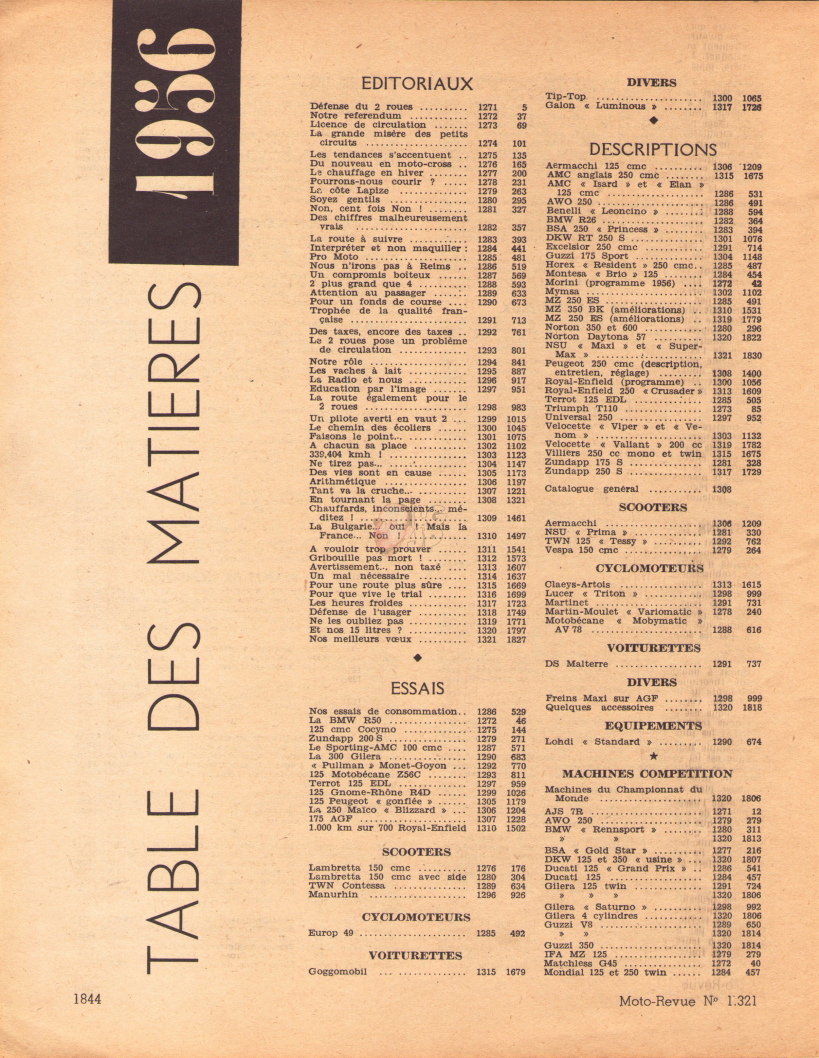 1956
TABLE DES MATIERES
EDITORIAUX
Défense du 2 roues .......... 1271 5
Notre referendum ............ 1272 37
Licence de circulation ....... 1273 69
La grande misère des petits
circuits .................. 1274 101
Les tendances s'accentuent .. 1275 135
Du nouveau en moto-cross .. 1276 165
Le chauffage en hiver ....... 1277 200
Pourrons-nous courir ? ...... 1278 231
La côte Lapize .............. 1279 263
Soyez gentils ............... 1280 295
Non, cent fois Non ! ........ 1281 327
Des chiffres malheureusement
vrais ..................... 1282 357
La route à suivre ........... 1283 393
Interpréter et non maquiller : 1284 441
Pro Moto .................... 1285 481
Nous n'irons pas à Reims .. 1286 519
Un compromis boiteux ....... 1287 569
2 plus grand que 4 .......... 1288 593
Attention au passager ....... 1289 633
Pour un fonds de course .... 1290 673
Trophée de la qualité fran-
çaise ..................... 1291 713
Des taxes, encore des taxes .. 1292 761
Le 2 roues pose un problème
de circulation ............ 1293 801
Notre rôle .................. 1294 841
Les vaches à lait ........... 1295 887
La Radio et nous ........... 1296 917
Education par l'image ....... 1297 951
La route également pour le
2 roues ................... 1298 983
Un pilote averti en vaut 2 ... 1299 1015
Le chemin des écoliers ...... 1300 1045
Faisons le point... .......... 1301 1075
A chacun sa place .......... 1302 1102
339,404 kmh ! .............. 1303 1123
Ne tirez pas... .............. 1304 1147
Des vies sont en cause ...... 1305 1173
Arithmétique ................ 1306 1197
Tant va la cruche... ......... 1307 1221
En tournant la page ........ 1308 1321
Chauffards, inconscients... mé-
ditez ! .................... 1309 1461
La Bulgarie... oui ! Mais la
France... Non ! ........... 1310 1497
A vouloir trop prouver ...... 1311 1541
Gribouille pas mort ! ........ 1312 1573
Avertissement... non taxé .... 1313 1607
Un mal nécessaire .......... 1314 1637
Pour une route plus sûre .... 1315 1669
Pour que vive le trial ....... 1316 1699
Les heures froides .......... 1317 1723
Défense de l'usager ......... 1318 1749
Ne les oubliez pas .......... 1319 1771
Et nos 15 litres ? ........... 1320 1797
Nos meilleurs vœux ......... 1321 1827
◆
ESSAIS
Nos essais de consommation.. 1286 529
La BMW R50 ................ 1272 46
125 cmc Cocymo ............ 1275 144
Zundapp 200 S .............. 1279 271
Le Sporting-AMC 100 cmc .... 1287 571
La 300 Gilera ............... 1290 683
« Pullman » Monet-Goyon ... 1292 770
125 Motobécane Z56C ....... 1293 811
Terrot 125 EDL ............. 1297 959
125 Gnome-Rhône R4D ...... 1299 1026
125 Peugeot « gonflée » ...... 1305 1179
La 250 Maïco « Blizzard » ... 1306 1204
175 AGF .................... 1307 1228
1.000 km sur 700 Royal-Enfield 1310 1502
SCOOTERS
Lambretta 150 cmc .......... 1276 176
Lambretta 150 cmc avec side 1280 304
TWN Contessa .............. 1289 634
Manurhin ................... 1296 926
CYCLOMOTEURS
Europ 49 .................... 1285 492
VOITURETTES
Goggomobil ... .............. 1315 1679
DIVERS
Tip-Top ..................... 1300 1065
Galon « Luminous » ........ 1317 1726
◆
DESCRIPTIONS
Aermacchi 125 cmc .......... 1306 1209
AMC anglais 250 cmc ....... 1315 1675
AMC « Isard » et « Elan »
125 cmc ................... 1286 531
AWO 250 .................... 1286 491
Benelli « Leoncino » ......... 1288 594
BMW R26 ................... 1282 364
BSA 250 « Princess » ........ 1283 394
DKW RT 250 S .............. 1301 1076
Excelsior 250 cmc ........... 1291 714
Guzzi 175 Sport ............. 1304 1148
Horex « Resident » 250 cmc.. 1285 487
Montesa « Brio » 125 ........ 1284 454
Morini (programme 1956) .... 1272 42
Mymsa ...................... 1302 1102
MZ 250 ES .................. 1285 491
MZ 350 BK (améliorations) .. 1310 1531
MZ 250 ES (améliorations) .. 1319 1779
Norton 350 et 600 ........... 1280 296
Norton Daytona 57 .......... 1320 1822
NSU « Maxi » et « Super-
Max » ..................... 1321 1830
Peugeot 250 cmc (description,
entretien, réglage) ......... 1308 1400
Royal-Enfield (programme) .. 1300 1056
Royal-Enfield 250 « Crusader » 1313 1609
Terrot 125 EDL .............. 1285 505
Triumph T110 ............... 1273 85
Universal 250 ............... 1297 952
Velocette « Viper » et « Ve-
nom » ..................... 1303 1132
Velocette « Valiant » 200 cc 1319 1782
Villiers 250 cc mono et twin 1315 1675
Zundapp 175 S .............. 1281 328
Zundapp 250 S .............. 1317 1729
Catalogue général .......... 1308
SCOOTERS
Aermacchi ................... 1306 1209
NSU « Prima » .............. 1281 330
TWN 125 « Tessy » .......... 1292 762
Vespa 150 cmc .............. 1279 264
CYCLOMOTEURS
Claeys-Artois ................ 1313 1615
Lucer « Triton » ............. 1298 999
Martinet .................... 1291 731
Martin-Moulet « Variomatic » 1278 240
Motobécane « Mobymatic »
AV 78 ..................... 1288 616
VOITURETTES
DS Malterre ................. 1291 737
DIVERS
Freins Maxi sur AGF ........ 1298 999
Quelques accessoires ........ 1320 1818
EQUIPEMENTS
Lohdi « Standard » .......... 1290 674
★
MACHINES COMPETITION
Machines du Championnat du
Monde .................... 1320 1806
AJS 7R ...................... 1271 12
AWO 250 .................... 1279 279
BMW « Rennsport » ......... 1280 311
» » ......... 1320 1813
BSA « Gold Star » .......... 1277 216
DKW 125 et 350 « usine » ... 1320 1807
Ducati 125 « Grand Prix » .. 1286 541
Ducati 125 .................. 1284 457
Gilera 125 twin ............. 1291 724
» » » ............. 1320 1806
Gilera « Saturno » ........... 1298 992
Gilera 4 cylindres ........... 1320 1806
Guzzi V8 .................... 1289 650
» » .................... 1320 1814
Guzzi 350 ................... 1320 1814
IFA MZ 125 ................. 1279 279
Matchless G45 ............... 1272 40
Mondial 125 et 250 twin ...... 1284 457
1844
Moto-Revue Nº 1.321